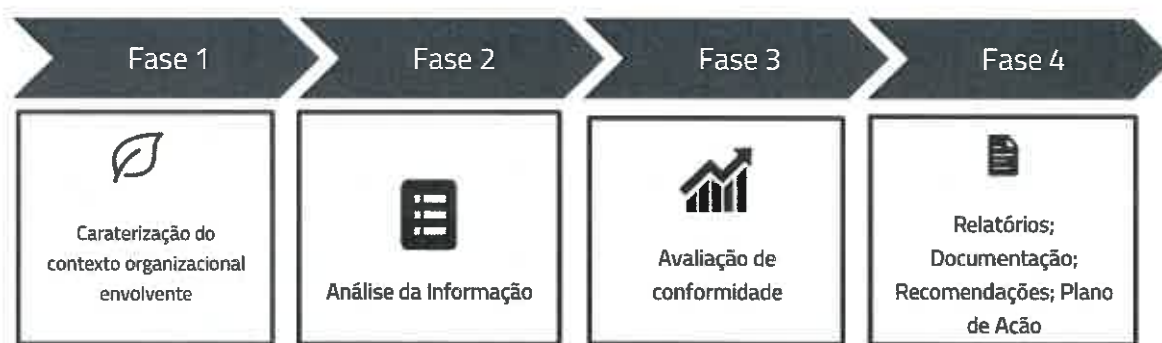 Fase 1
Fase 2
Fase 3
Fase 4
Caraterização do
contexto organizacional
envolvente
Análise da Informação
Avaliação de
conformidade
Relatórios;
Documentação;
Recomendações; Plano
de Ação